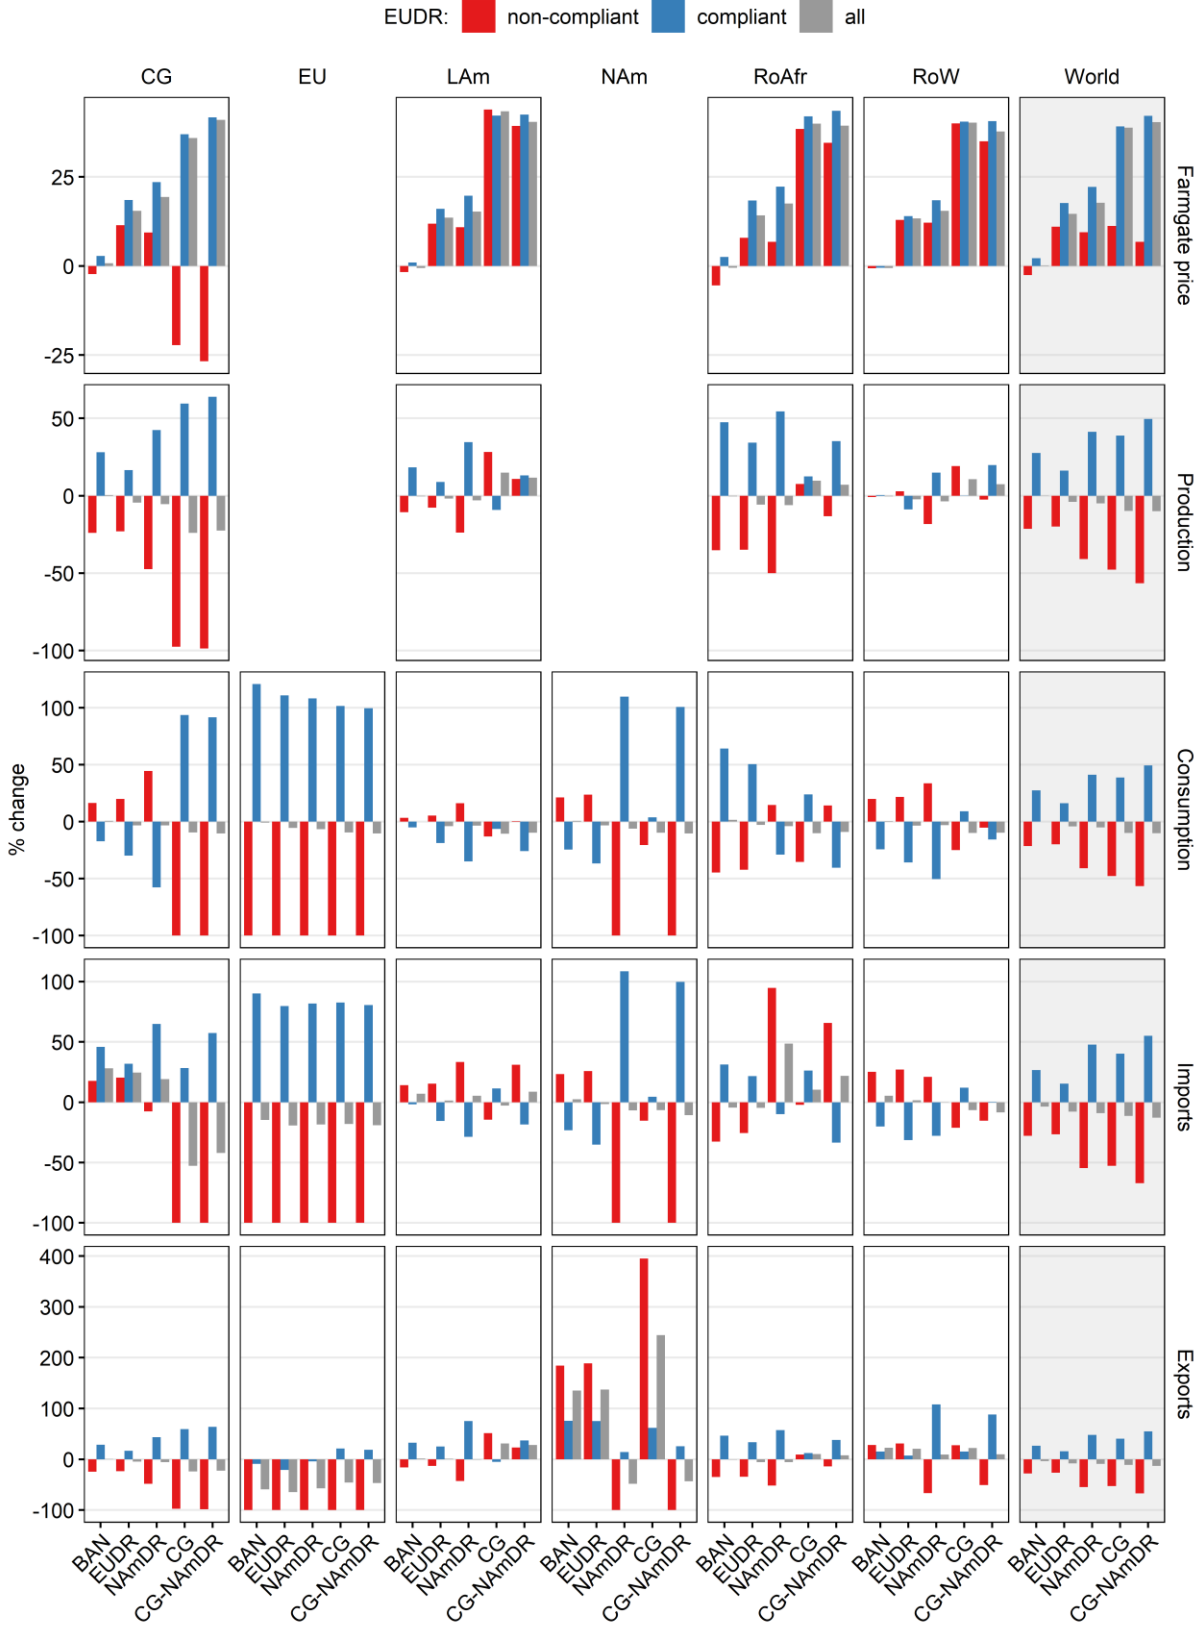 EUDR: non-compliant compliant all
CG EU LAm NAm RoAfr RoW World
25
0
-25
Farmgate price
50
0
-50
-100
Production
100
50
0
-50
-100
Consumption
% change
100
50
0
-50
-100
Imports
400
300
200
100
0
-100
Exports
BAN EUDR NAmDR CG CG-NAmDR BAN EUDR NAmDR CG CG-NAmDR BAN EUDR NAmDR CG CG-NAmDR BAN EUDR NAmDR CG CG-NAmDR BAN EUDR NAmDR CG CG-NAmDR BAN EUDR NAmDR CG CG-NAmDR BAN EUDR NAmDR CG CG-NAmDR